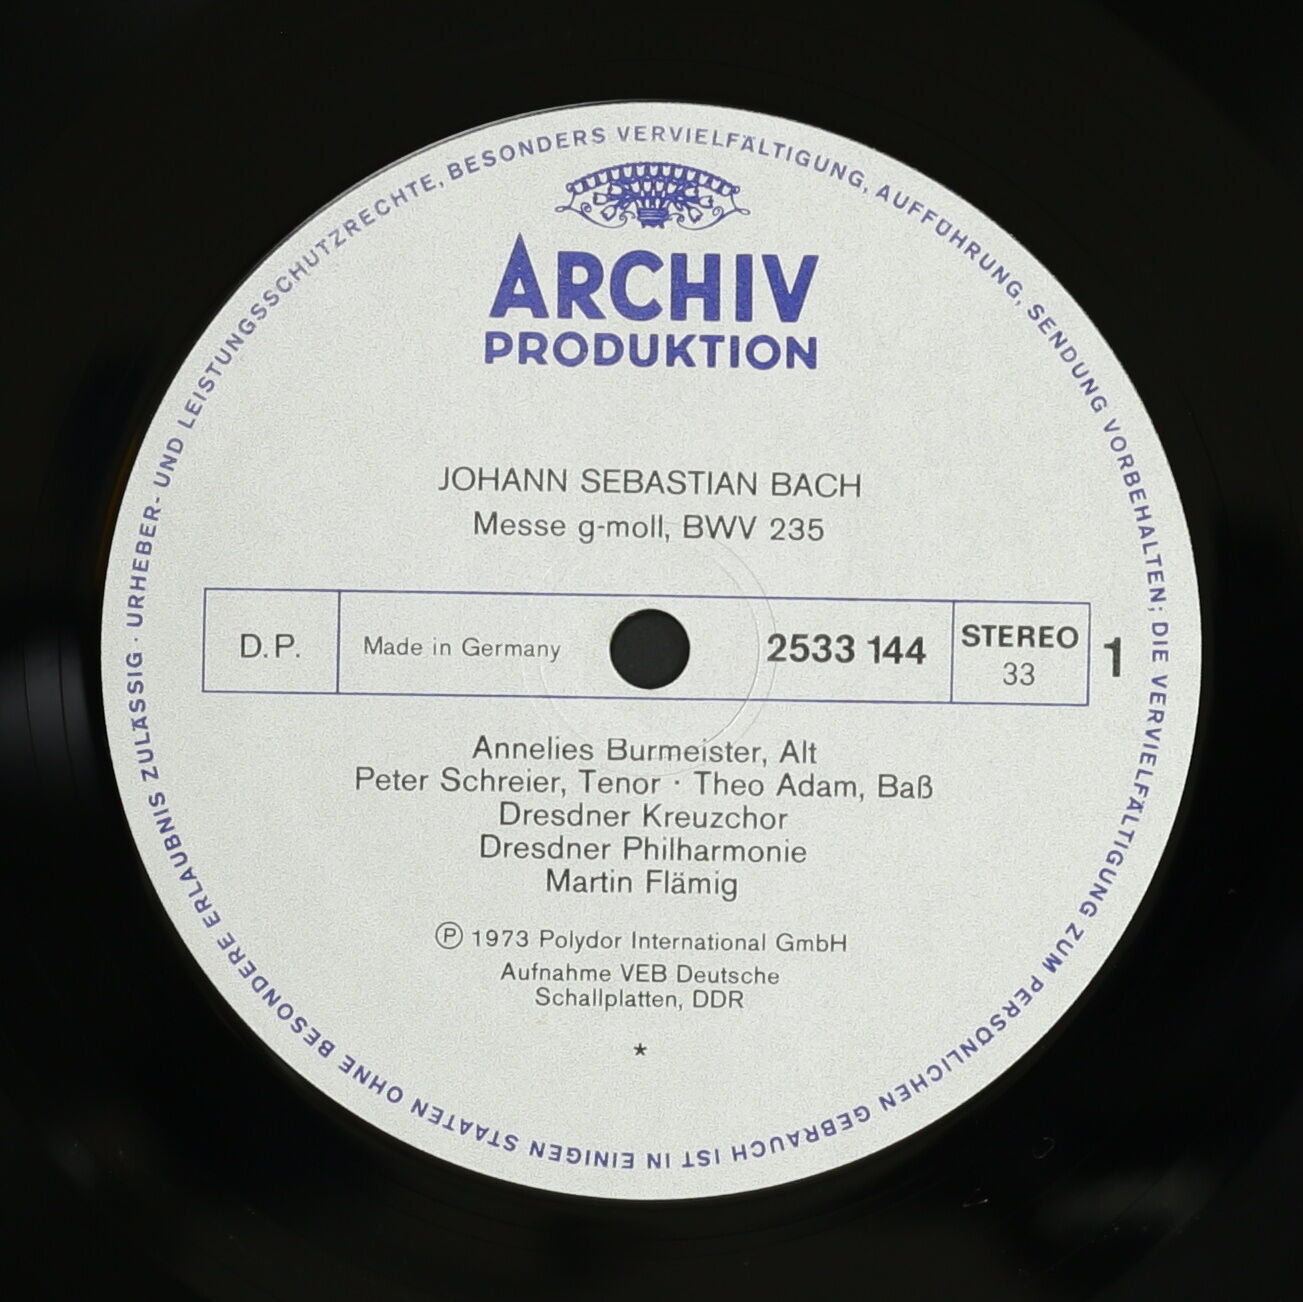 ARCHIV
PRODUKTION
JOHANN SEBASTIAN BACH
Messe g-moll, BWV 235
D.P.
Made in Germany
2533 144
STEREO
33
1
Annelies Burmeister, Alt
Peter Schreier, Tenor · Theo Adam, Baß
Dresdner Kreuzchor
Dresdner Philharmonie
Martin Flämig
Ⓟ 1973 Polydor International GmbH
Aufnahme VEB Deutsche
Schallplatten, DDR
*
URHEBER- UND LEISTUNGSSCHUTZRECHTE, BESONDERS VERVIELFÄLTIGUNG, AUFFÜHRUNG, SENDUNG VORBEHALTEN; DIE VERVIELFÄLTIGUNG ZUM PERSÖNLICHEN GEBRAUCH IST IN EINIGEN STAATEN OHNE BESONDERE ERLAUBNIS ZULÄSSIG ·